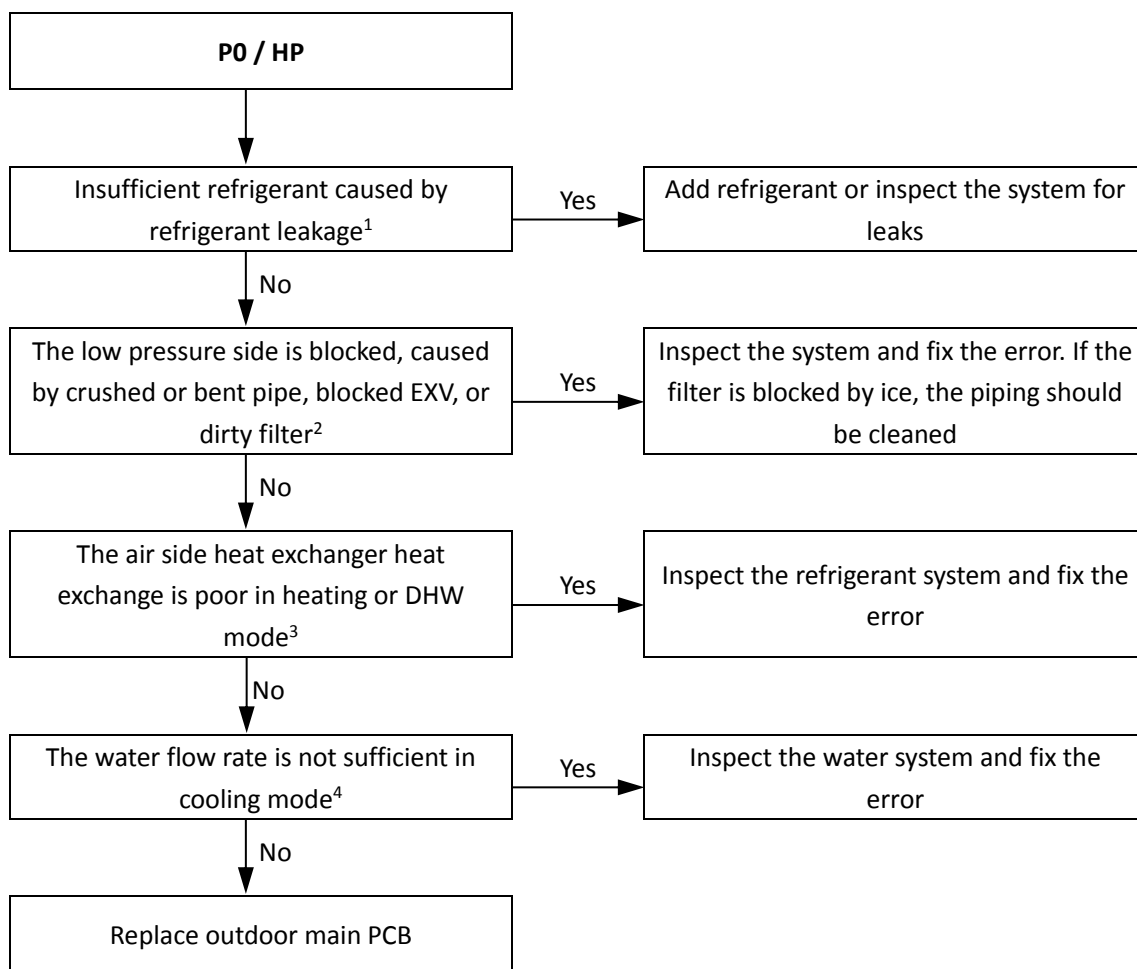 P0 / HP
Insufficient refrigerant caused by
refrigerant leakage¹
Yes
Add refrigerant or inspect the system for
leaks
No
The low pressure side is blocked, caused
by crushed or bent pipe, blocked EXV, or
dirty filter²
Yes
Inspect the system and fix the error. If the
filter is blocked by ice, the piping should
be cleaned
No
The air side heat exchanger heat
exchange is poor in heating or DHW
mode³
Yes
Inspect the refrigerant system and fix the
error
No
The water flow rate is not sufficient in
cooling mode⁴
Yes
Inspect the water system and fix the
error
No
Replace outdoor main PCB